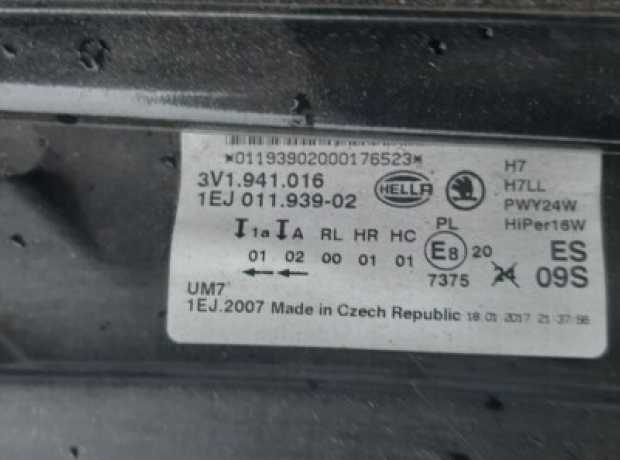 *01193902000176523*
3V1.941.016
1EJ 011.939-02
HELLA
H7
H7LL
PWY24W
HiPer16W
1a A RL HR HC PL
01 02 00 01 01 E8 20 ES
7375 24 09S
UM7
1EJ.2007 Made in Czech Republic 18.01.2017 21:37:56